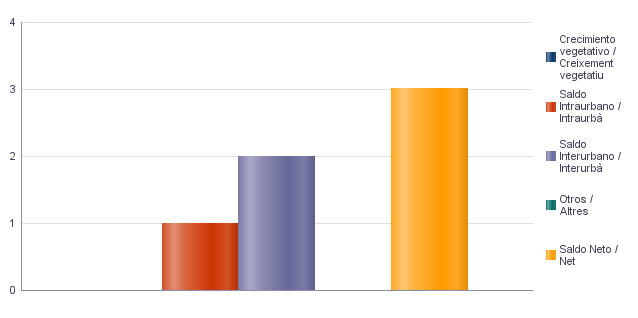 4
3
2
1
0
Crecimiento
vegetativo /
Creixement
vegetatiu
Saldo
Intraurbano /
Intraurbà
Saldo
Interurbano /
Interurbà
Otros /
Altres
Saldo Neto /
Net